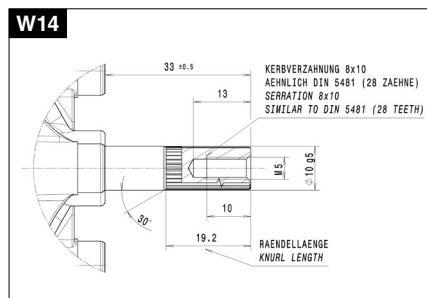 W14
33 ±0.5
13
KERBVERZAHNUNG 8x10
AEHNLICH DIN 5481 (28 ZAEHNE)
SERRATION 8x10
SIMILAR TO DIN 5481 (28 TEETH)
M5
Φ10 g5
30°
10
19.2
RAENDELLAENGE
KNURL LENGTH